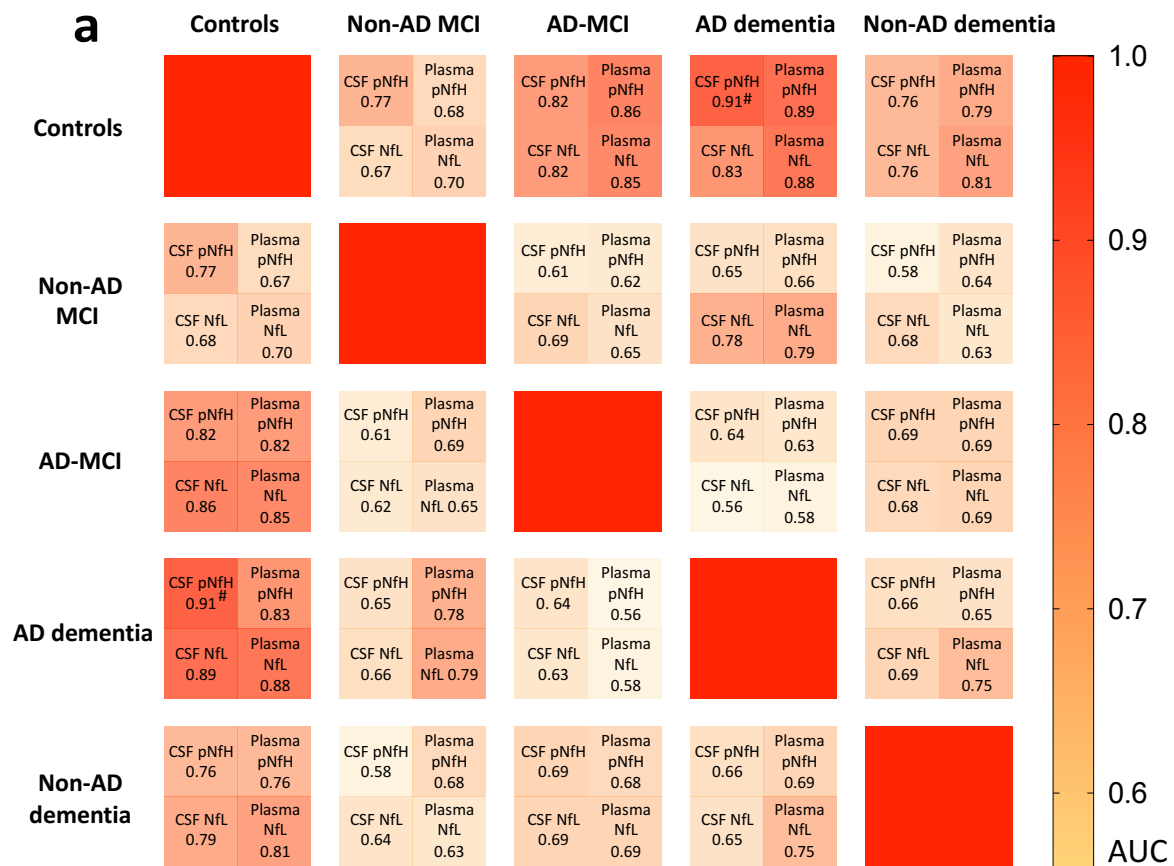 a
Controls
Non-AD MCI
AD-MCI
AD dementia
Non-AD dementia
Controls
CSF pNfH
0.77
Plasma
pNfH
0.68
CSF NfL
0.67
Plasma
NfL
0.70
CSF pNfH
0.82
Plasma
pNfH
0.86
CSF NfL
0.82
Plasma
NfL
0.85
CSF pNfH
0.91#
Plasma
pNfH
0.89
CSF NfL
0.83
Plasma
NfL
0.88
CSF pNfH
0.76
Plasma
pNfH
0.79
CSF NfL
0.76
Plasma
NfL
0.81
Non-AD
MCI
CSF pNfH
0.77
Plasma
pNfH
0.67
CSF NfL
0.68
Plasma
NfL
0.70
CSF pNfH
0.61
Plasma
pNfH
0.62
CSF NfL
0.69
Plasma
NfL
0.65
CSF pNfH
0.65
Plasma
pNfH
0.66
CSF NfL
0.78
Plasma
NfL
0.79
CSF pNfH
0.58
Plasma
pNfH
0.64
CSF NfL
0.68
Plasma
NfL
0.63
AD-MCI
CSF pNfH
0.82
Plasma
pNfH
0.82
CSF NfL
0.86
Plasma
NfL
0.85
CSF pNfH
0.61
Plasma
pNfH
0.69
CSF NfL
0.62
Plasma
NfL 0.65
CSF pNfH
0. 64
Plasma
pNfH
0.63
CSF NfL
0.56
Plasma
NfL
0.58
CSF pNfH
0.69
Plasma
pNfH
0.69
CSF NfL
0.68
Plasma
NfL
0.69
AD dementia
CSF pNfH
0.91#
Plasma
pNfH
0.83
CSF NfL
0.89
Plasma
NfL
0.88
CSF pNfH
0.65
Plasma
pNfH
0.78
CSF NfL
0.66
Plasma
NfL 0.79
CSF pNfH
0. 64
Plasma
pNfH
0.56
CSF NfL
0.63
Plasma
NfL
0.58
CSF pNfH
0.66
Plasma
pNfH
0.65
CSF NfL
0.69
Plasma
NfL
0.75
Non-AD
dementia
CSF pNfH
0.76
Plasma
pNfH
0.76
CSF NfL
0.79
Plasma
NfL
0.81
CSF pNfH
0.58
Plasma
pNfH
0.68
CSF NfL
0.64
Plasma
NfL
0.63
CSF pNfH
0.69
Plasma
pNfH
0.68
CSF NfL
0.69
Plasma
NfL
0.69
CSF pNfH
0.66
Plasma
pNfH
0.69
CSF NfL
0.65
Plasma
NfL
0.75
1.0
0.9
0.8
0.7
0.6
AUC